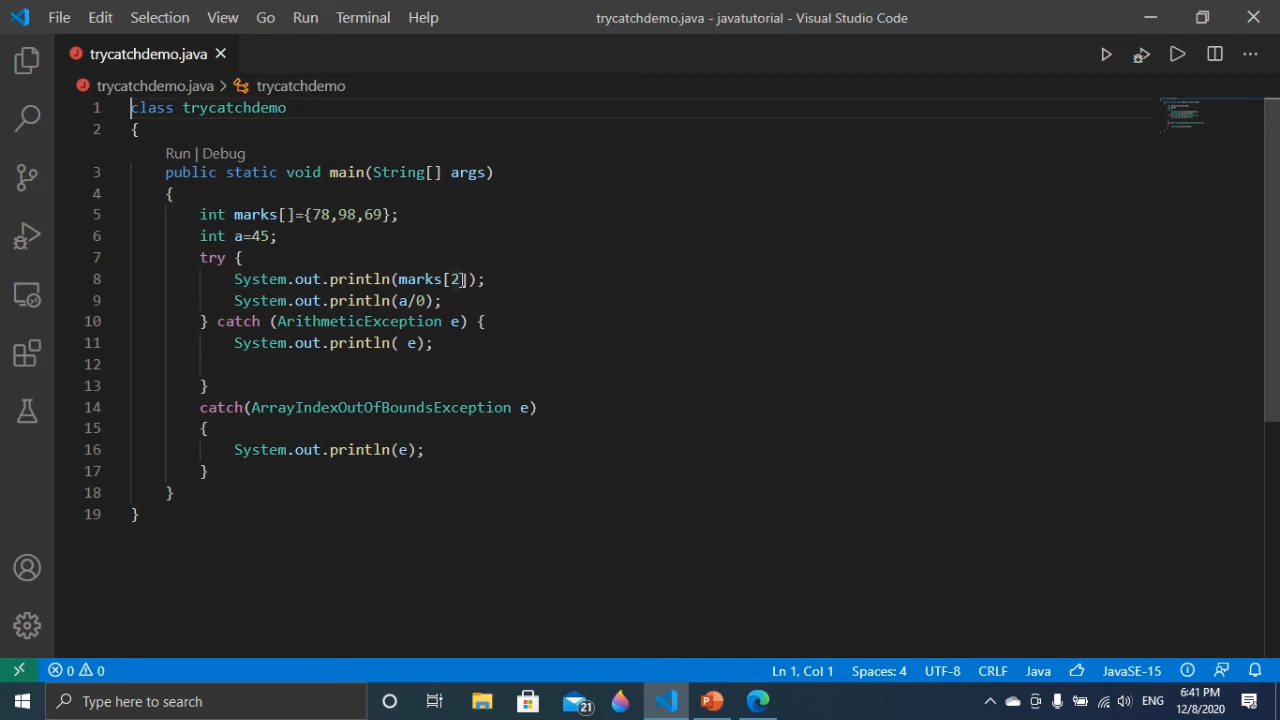 File Edit Selection View Go Run Terminal Help trycatchdemo.java - javatutorial - Visual Studio Code
trycatchdemo.java
trycatchdemo.java > trycatchdemo
1 class trycatchdemo
2 {
Run | Debug
3 public static void main(String[] args)
4 {
5 int marks[]={78,98,69};
6 int a=45;
7 try {
8 System.out.println(marks[2]);
9 System.out.println(a/0);
10 } catch (ArithmeticException e) {
11 System.out.println( e);
12
13 }
14 catch(ArrayIndexOutOfBoundsException e)
15 {
16 System.out.println(e);
17 }
18 }
19 }
0 0 Ln 1, Col 1 Spaces: 4 UTF-8 CRLF Java JavaSE-15
Type here to search 21 ENG 6:41 PM
12/8/2020